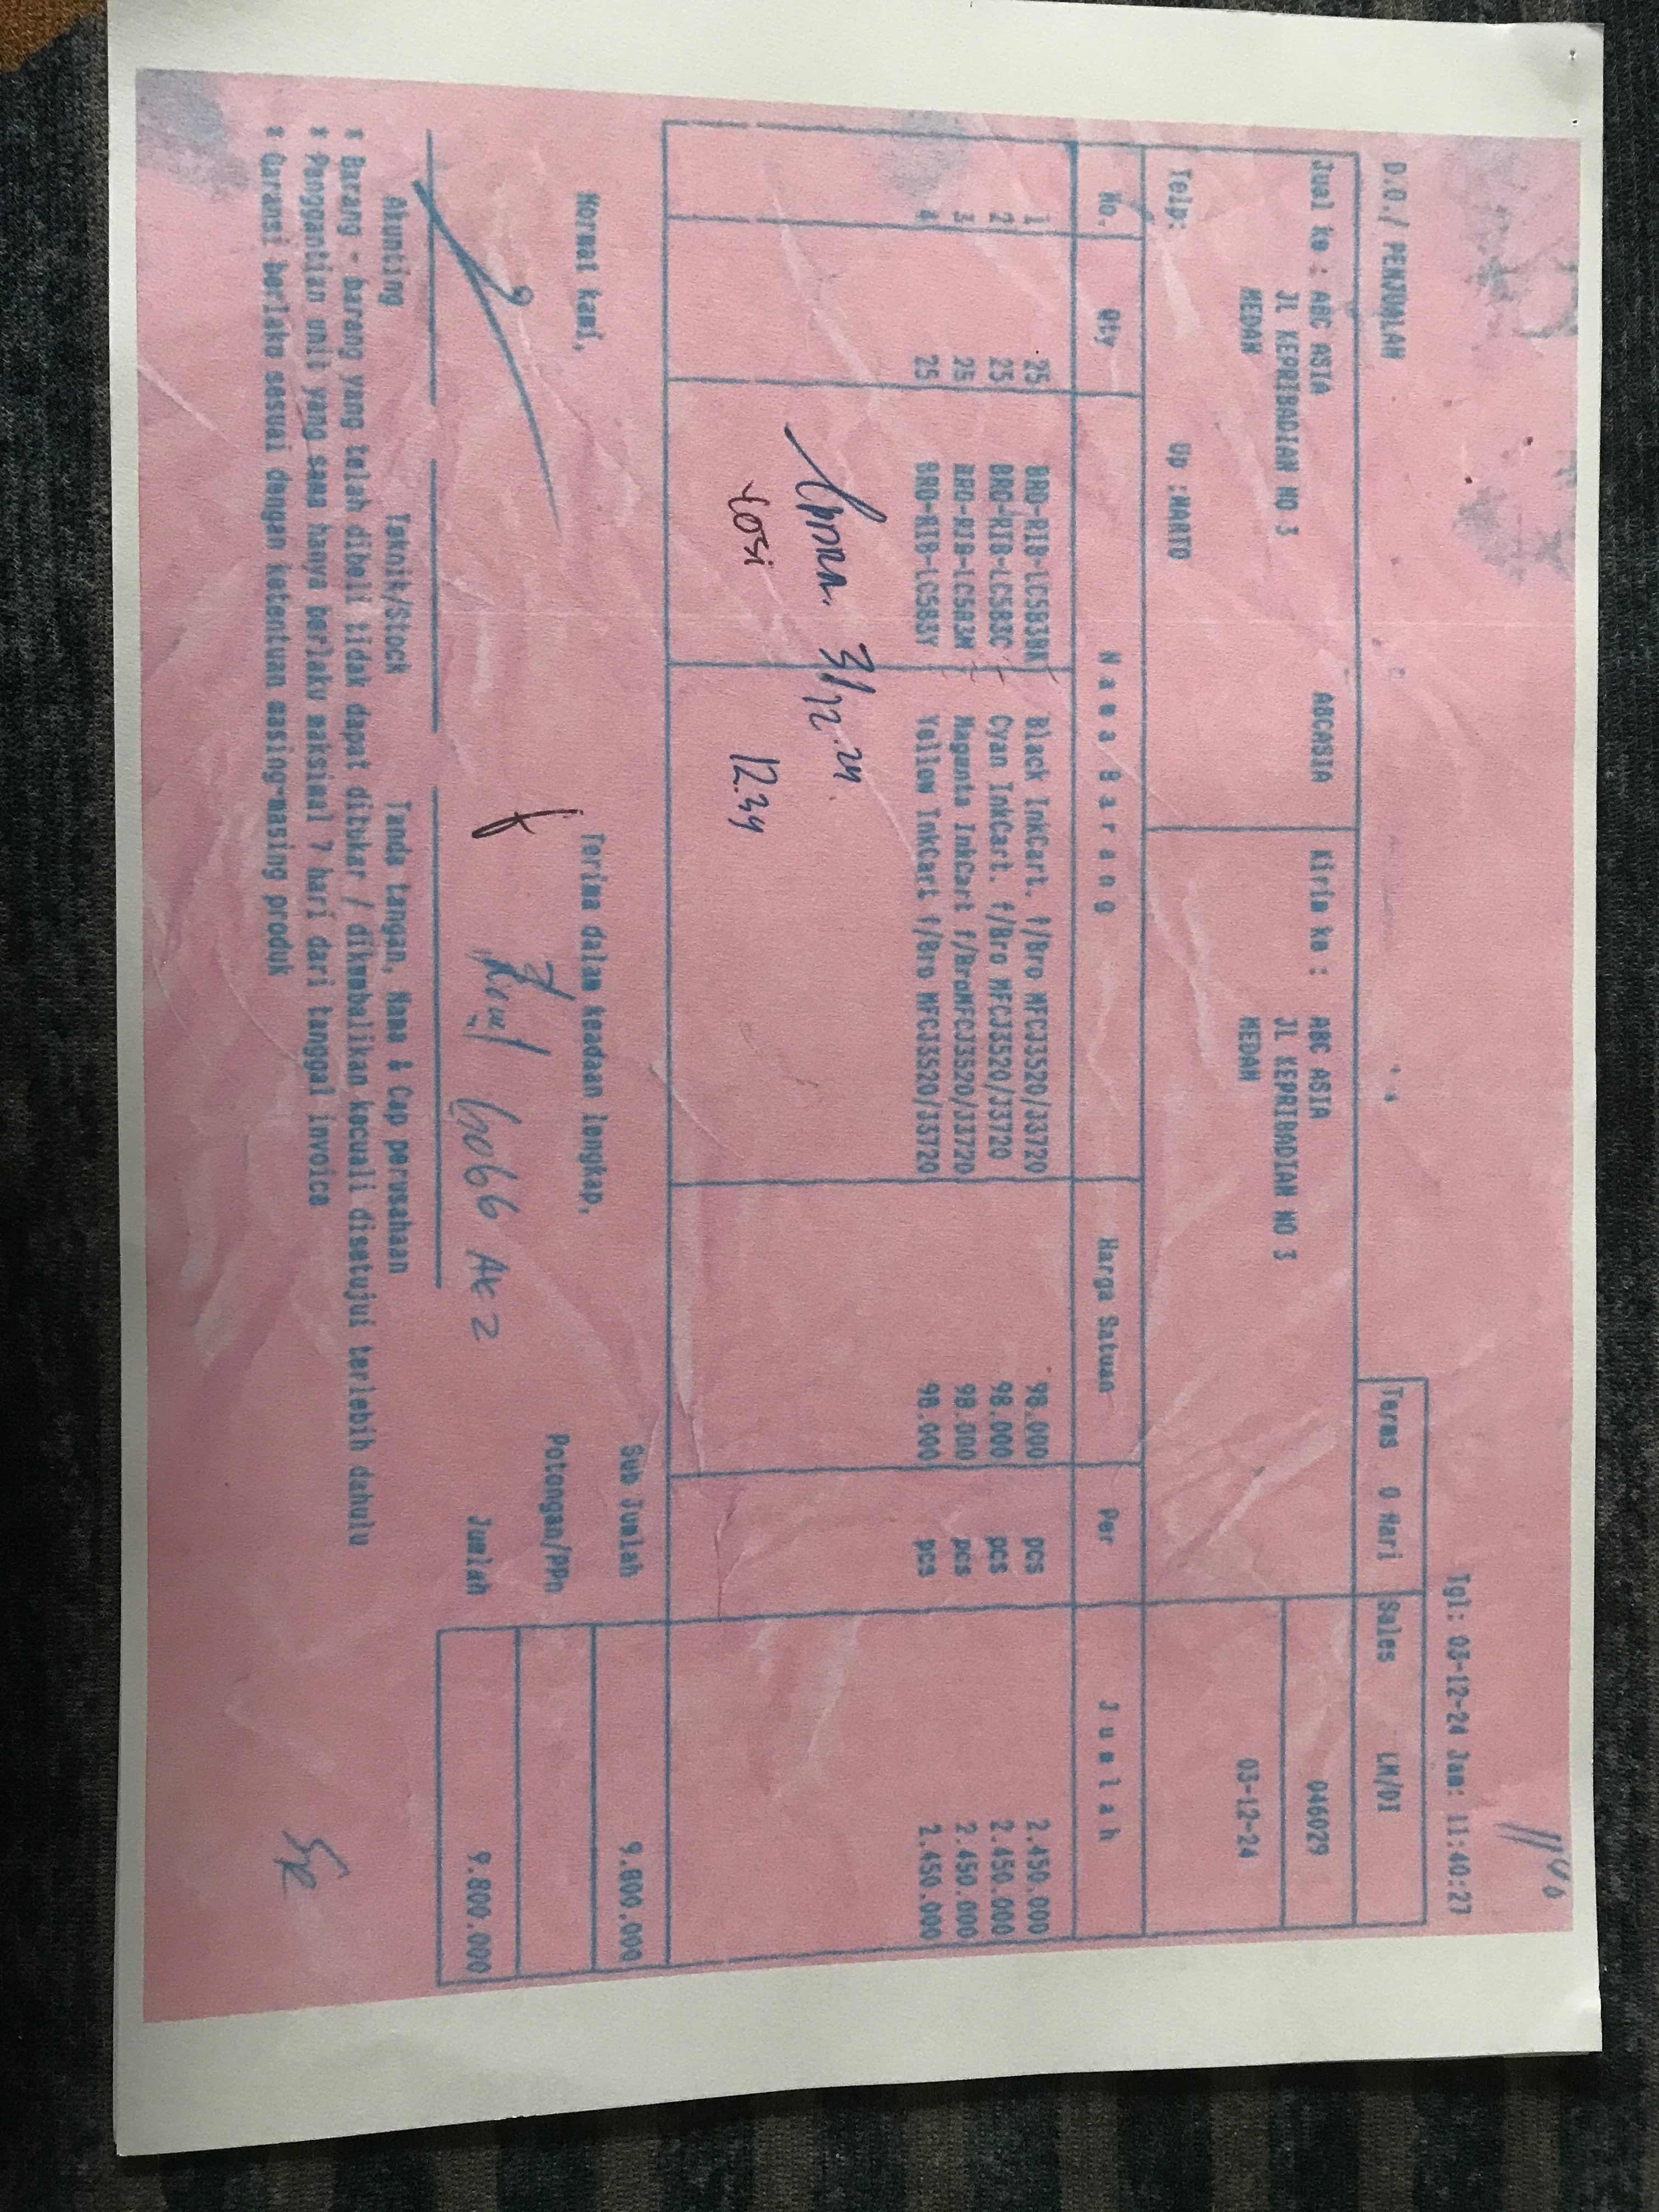 1140
Tgl: 03-12-24 Jam: 11:40:27
D.O./ PENJUALAN
Terms 0 Hari Sales LM/DI
Jual ke : ABC ASIA ABCASIA Kirim ke : ABC ASIA 046029
Jl KEPRIBADIAN NO 3 Jl KEPRIBADIAN NO 3
MEDAN MEDAN 03-12-24
Telp: Up :
No. Qty Nama Barang Harga Satuan Per Jumlah
1 25 BRO-RIB-LC583BK Black InkCart. f/Bro MFCJ3520/J3720 98.000 pcs 2.450.000
2 25 BRO-RIB-LC583C Cyan InkCart. f/Bro MFCJ3520/J3720 98.000 pcs 2.450.000
3 25 BRO-RIB-LC583M Maganta InkCart f/BroMFCJ3520/J3720 98.000 pcs 2.450.000
4 25 BRO-RIB-LC583Y Yellow InkCart f/Bro MFCJ3520/J3720 98.000 pcs 2.450.000
3/12.24
12.34
Sub Jumlah 9.800.000
Hormat kami, Terima dalam keadaan lengkap,
Potongan/PPn
6066 AE 2
Jumlah 9.800.000
Akunting Teknik/Stock Tanda tangan, Nama & Cap perusahaan
* Barang - barang yang telah dibeli tidak dapat ditukar / dikembalikan kecuali disetujui terlebih dahulu
* Penggantian unit yang sama hanya berlaku maksimal 7 hari dari tanggal invoice
* Garansi berlaku sesuai dengan ketentuan masing-masing produk